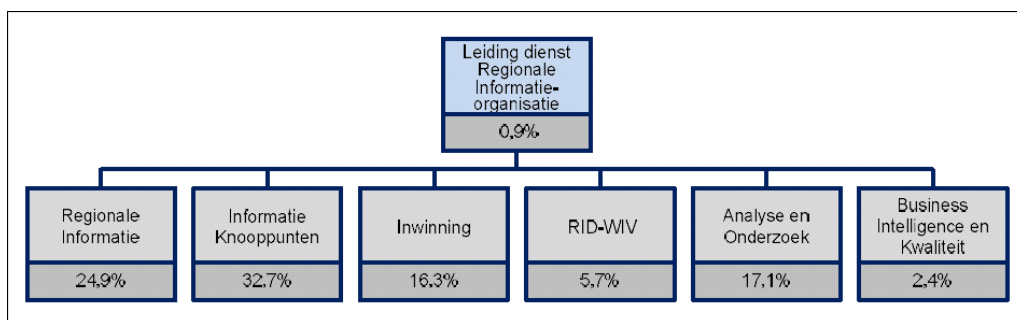 Leiding dienst
Regionale
Informatie-
organisatie
0,9%
Regionale
Informatie
24,9%
Informatie
Knooppunten
32,7%
Inwinning
16,3%
RID-WIV
5,7%
Analyse en
Onderzoek
17,1%
Business
Intelligence en
Kwaliteit
2,4%